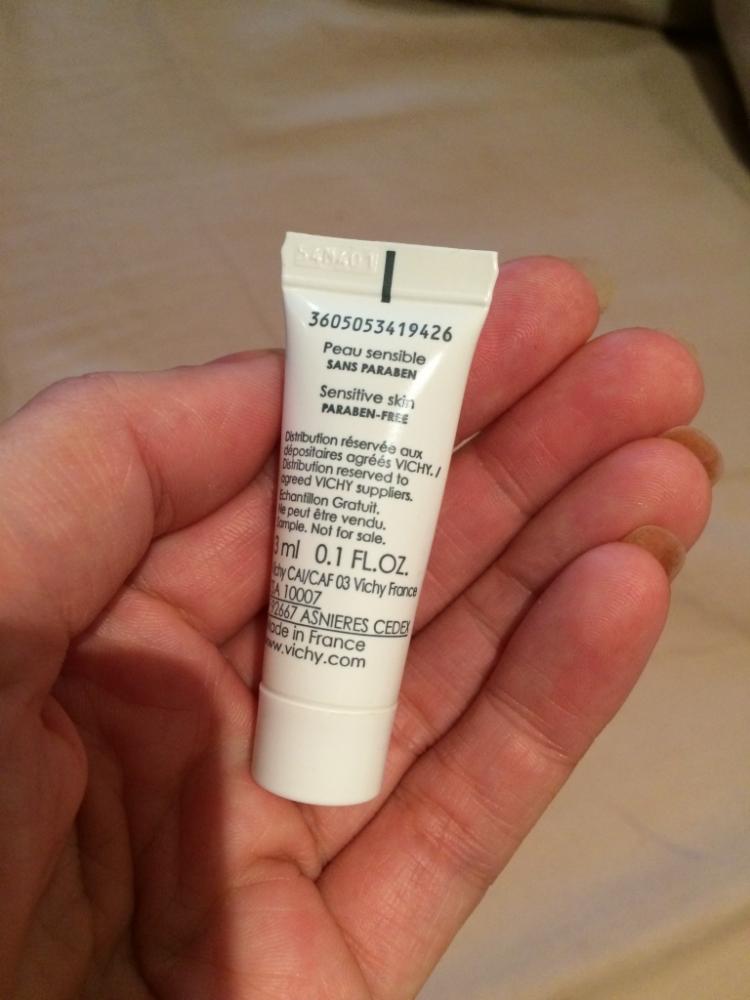 3605053419426
Peau sensible
SANS PARABEN
Sensitive skin
PARABEN-FREE
Distribution réservée aux
dépositaires agréés VICHY. /
Distribution reserved to
agreed VICHY suppliers.
Echantillon Gratuit.
Ne peut être vendu.
Sample. Not for sale.
3 ml 0.1 FL.OZ.
Vichy CAI/CAF 03 Vichy France
10007
92667 ASNIERES CEDEX
Made in France
www.vichy.com